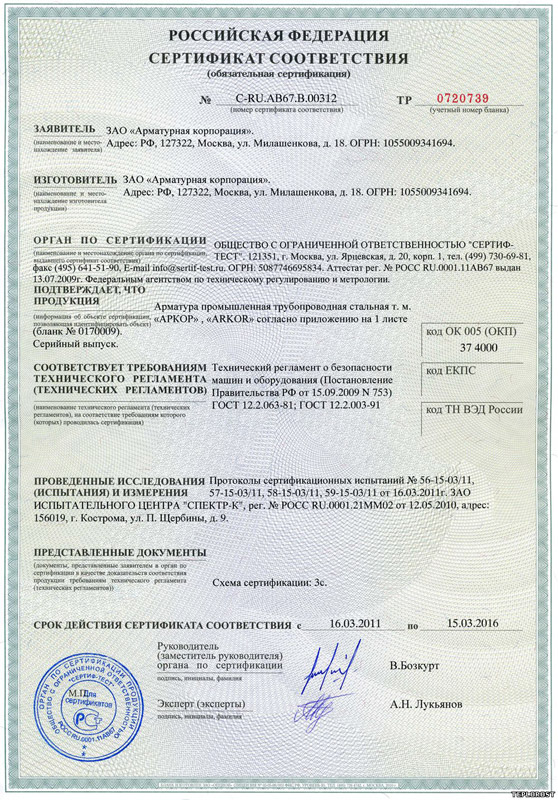 РОССИЙСКАЯ ФЕДЕРАЦИЯ
СЕРТИФИКАТ СООТВЕТСТВИЯ
(обязательная сертификация)
№ C-RU.АВ67.В.00312 ТР 0720739
(номер сертификата соответствия) (учетный номер бланка)
ЗАЯВИТЕЛЬ ЗАО «Арматурная корпорация».
(наименование и место-нахождение заявителя) Адрес: РФ, 127322, Москва, ул. Милашенкова, д. 18. ОГРН: 1055009341694.
ИЗГОТОВИТЕЛЬ ЗАО «Арматурная корпорация».
(наименование и место-нахождение изготовителя продукции) Адрес: РФ, 127322, Москва, ул. Милашенкова, д. 18. ОГРН: 1055009341694.
ОРГАН ПО СЕРТИФИКАЦИИ ОБЩЕСТВО С ОГРАНИЧЕННОЙ ОТВЕТСТВЕННОСТЬЮ "СЕРТИФ-
(наименование и местонахождение органа по сертификации, выдавшего сертификат соответствия) ТЕСТ". 121351, г. Москва, ул. Ярцевская, д. 20, корп. 1, тел. (499) 730-69-81,
факс (495) 641-51-90, E-mail info@sertif-test.ru. ОГРН: 5087746695834. Аттестат рег. № РОСС RU.0001.11АВ67 выдан
13.07.2009г. Федеральным агентством по техническому регулированию и метрологии.
ПОДТВЕРЖДАЕТ, ЧТО
ПРОДУКЦИЯ Арматура промышленная трубопроводная стальная т. м.
(информация об объекте сертификации, позволяющая идентифицировать объект) «АРКОР» , «ARKOR» согласно приложению на 1 листе
(бланк № 0170009).
Серийный выпуск.
код ОК 005 (ОКП)
37 4000
код ЕКПС
код ТН ВЭД России
СООТВЕТСТВУЕТ ТРЕБОВАНИЯМ Технический регламент о безопасности
ТЕХНИЧЕСКОГО РЕГЛАМЕНТА машин и оборудования (Постановление
(ТЕХНИЧЕСКИХ РЕГЛАМЕНТОВ) Правительства РФ от 15.09.2009 N 753)
ГОСТ 12.2.063-81; ГОСТ 12.2.003-91
(наименование технического регламента (технических регламентов), на соответствие требованиям которого (которых) проводилась сертификация)
ПРОВЕДЕННЫЕ ИССЛЕДОВАНИЯ Протоколы сертификационных испытаний № 56-15-03/11,
(ИСПЫТАНИЯ) И ИЗМЕРЕНИЯ 57-15-03/11, 58-15-03/11, 59-15-03/11 от 16.03.2011г. ЗАО
ИСПЫТАТЕЛЬНОГО ЦЕНТРА "СПЕКТР-К", рег. № РОСС RU.0001.21ММ02 от 12.05.2010, адрес:
156019, г. Кострома, ул. П. Щербины, д. 9.
ПРЕДСТАВЛЕННЫЕ ДОКУМЕНТЫ
(документы, представленные заявителем в орган по
сертификации в качестве доказательств соответствия
продукции требованиям технического регламента
(технических регламентов))
Схема сертификации: 3с.
СРОК ДЕЙСТВИЯ СЕРТИФИКАТА СООТВЕТСТВИЯ с 16.03.2011 по 15.03.2016
Руководитель
(заместитель руководителя)
органа по сертификации В.Бозкурт
подпись, инициалы, фамилия
Эксперт (эксперты) А.Н. Лукьянов
подпись, инициалы, фамилия
М.П.
ОРГАН ПО СЕРТИФИКАЦИИ ПРОДУКЦИИ
ОБЩЕСТВО С ОГРАНИЧЕННОЙ ОТВЕТСТВЕННОСТЬЮ
"СЕРТИФ-ТЕСТ"
Для
сертификатов
РОСС RU.0001.11АВ67
TEPLOROST